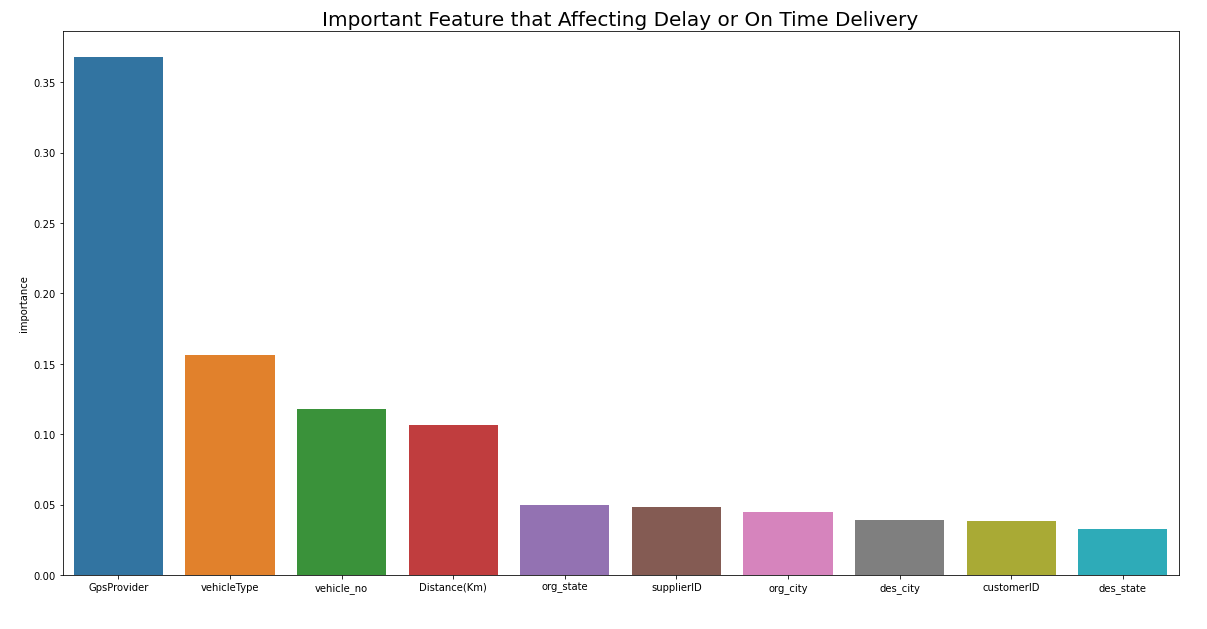 Important Feature that Affecting Delay or On Time Delivery
importance
0.35
0.30
0.25
0.20
0.15
0.10
0.05
0.00
GpsProvider vehicleType vehicle_no Distance(Km) org_state supplierID org_city des_city customerID des_state